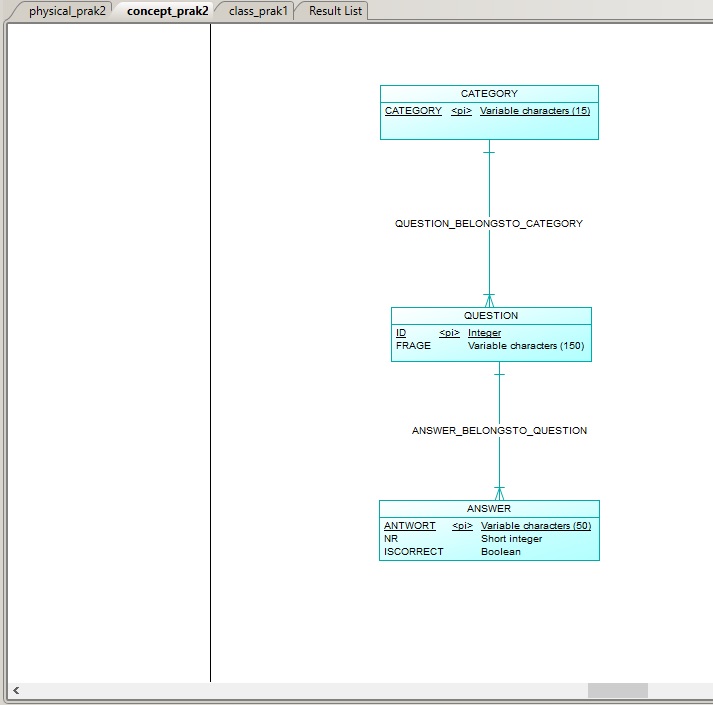 physical_prak2 concept_prak2 class_prak1 Result List
CATEGORY
CATEGORY <pi> Variable characters (15)
QUESTION_BELONGSTO_CATEGORY
QUESTION
ID <pi> Integer
FRAGE Variable characters (150)
ANSWER_BELONGSTO_QUESTION
ANSWER
ANTWORT <pi> Variable characters (50)
NR Short integer
ISCORRECT Boolean